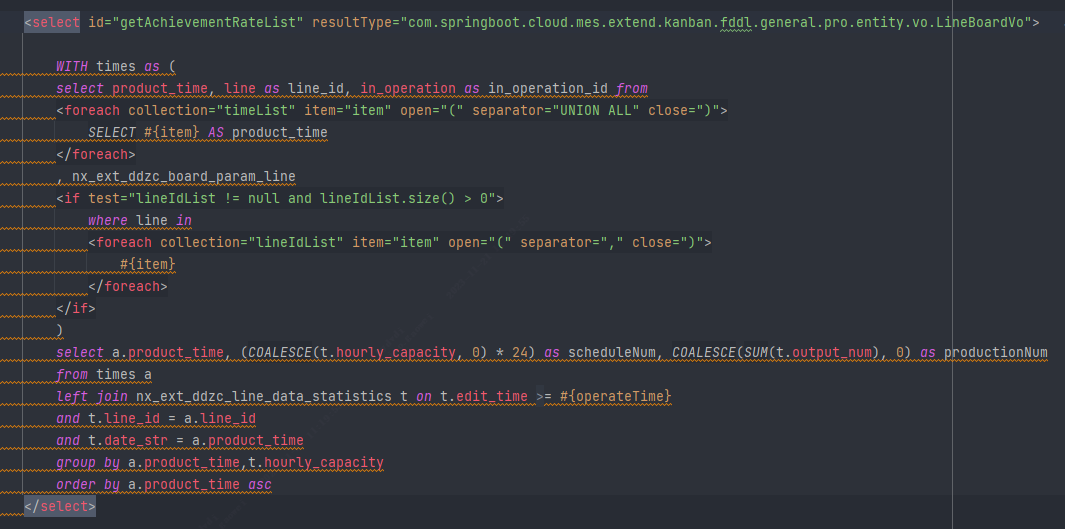 <select id="getAchievementRateList" resultType="com.springboot.cloud.mes.extend.kanban.fddl.general.pro.entity.vo.LineBoardVo">
WITH times as (
select product_time, line as line_id, in_operation as in_operation_id from
<foreach collection="timeList" item="item" open="(" separator="UNION ALL" close=")">
SELECT #{item} AS product_time
</foreach>
, nx_ext_ddzc_board_param_line
<if test="lineIdList != null and lineIdList.size() > 0">
where line in
<foreach collection="lineIdList" item="item" open="(" separator="," close=")">
#{item}
</foreach>
</if>
)
select a.product_time, (COALESCE(t.hourly_capacity, 0) * 24) as scheduleNum, COALESCE(SUM(t.output_num), 0) as productionNum
from times a
left join nx_ext_ddzc_line_data_statistics t on t.edit_time >= #{operateTime}
and t.line_id = a.line_id
and t.date_str = a.product_time
group by a.product_time,t.hourly_capacity
order by a.product_time asc
</select>